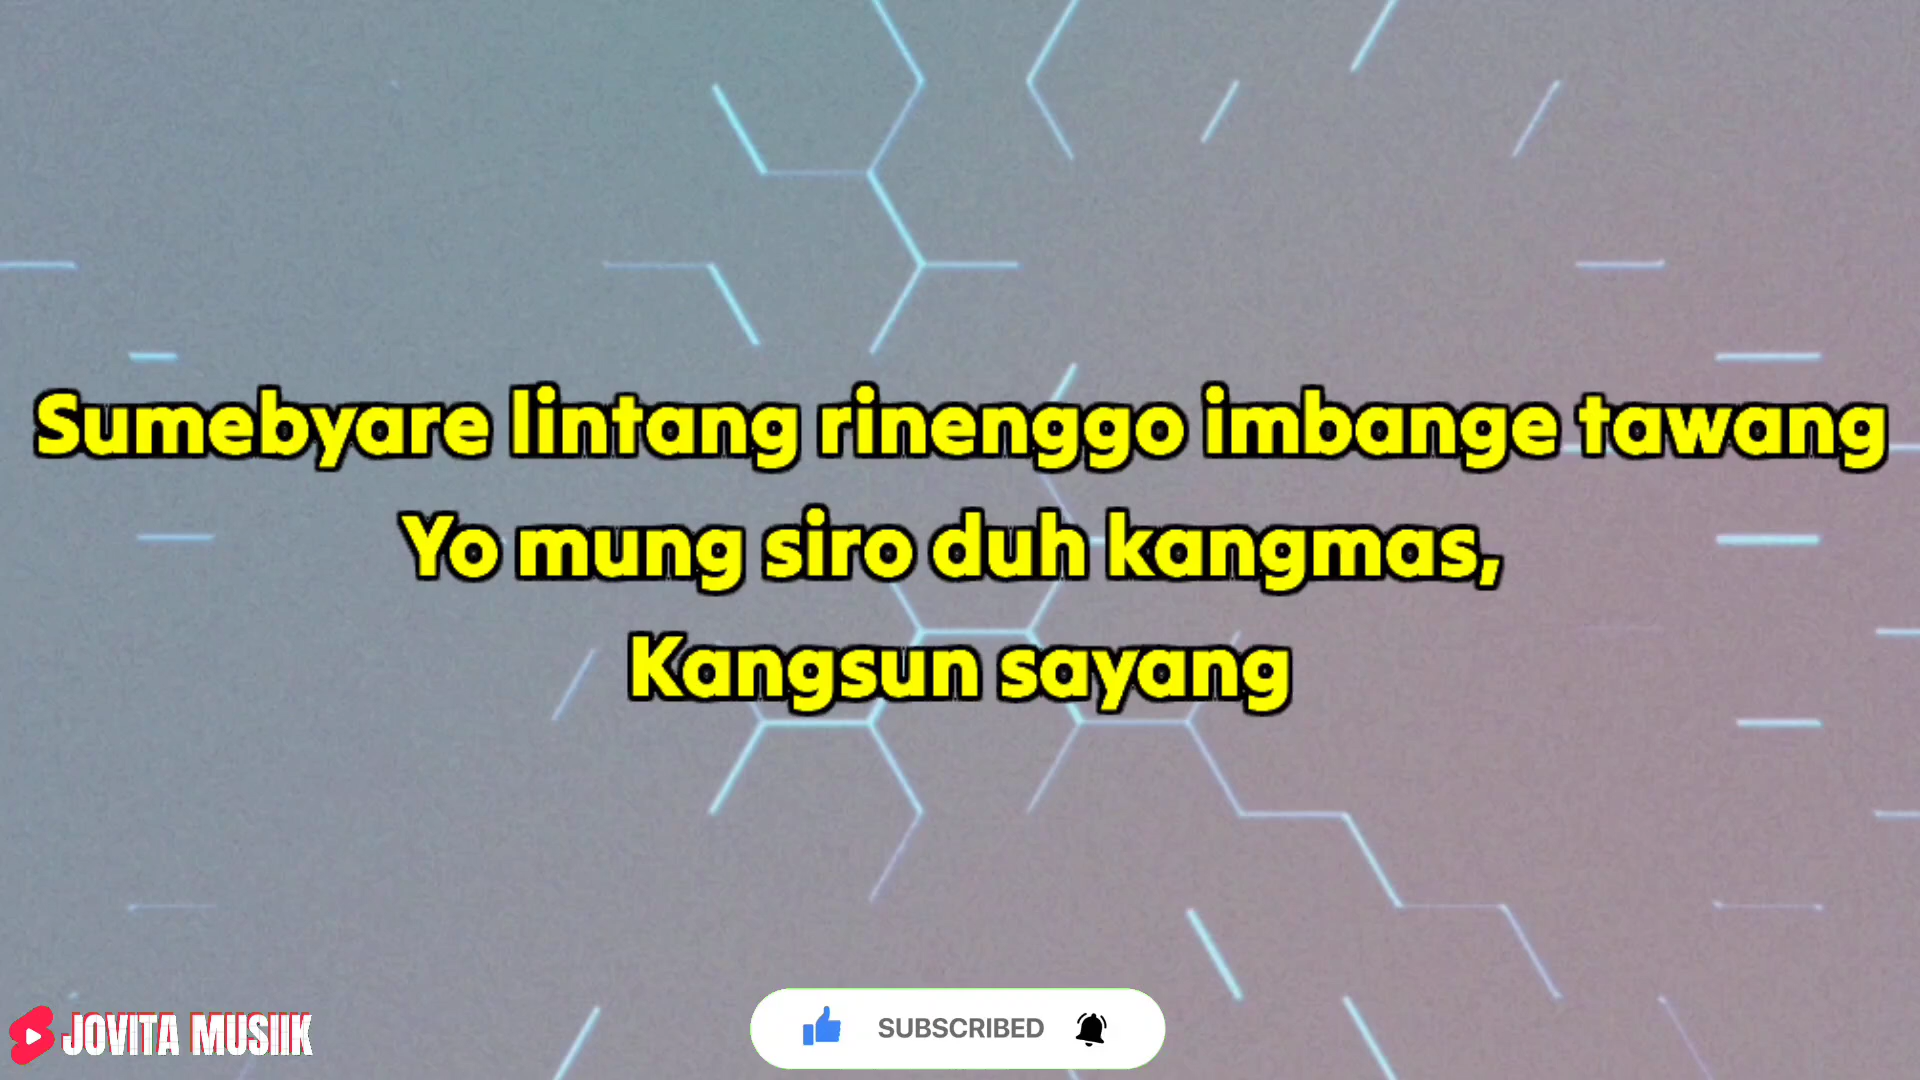 Sumebyare lintang rinenggo imbange tawang
Yo mung siro duh kangmas,
Kangsun sayang
JOVITA MUSIIK
SUBSCRIBED